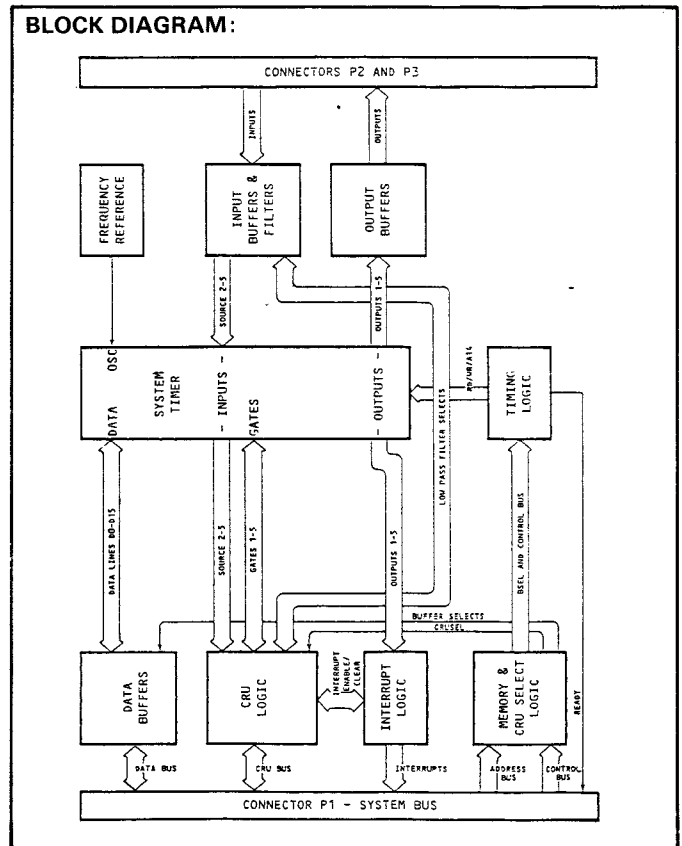 BLOCK DIAGRAM:
CONNECTORS P2 AND P3
INPUTS
OUTPUTS
FREQUENCY
REFERENCE
INPUT
BUFFERS &
FILTERS
OUTPUT
BUFFERS
SOURCE 2-5
OUTPUTS 1-5
OSC
DATA
SYSTEM
TIMER
- INPUTS -
GATES
- OUTPUTS -
RD/WR/A14
TIMING
LOGIC
LOW PASS FILTER SELECTS
DATA LINES D0-D15
SOURCE 2-5
GATES 1-5
OUTPUTS 1-5
BSEL AND CONTROL BUS
BUFFER SELECTS
CRUSEL
DATA
BUFFERS
CRU
LOGIC
INTERRUPT
ENABLE/
CLEAR
INTERRUPT
LOGIC
MEMORY &
CRU SELECT
LOGIC
READY
DATA BUS
CRU BUS
INTERRUPTS
ADDRESS
BUS
CONTROL
BUS
CONNECTOR P1 - SYSTEM BUS